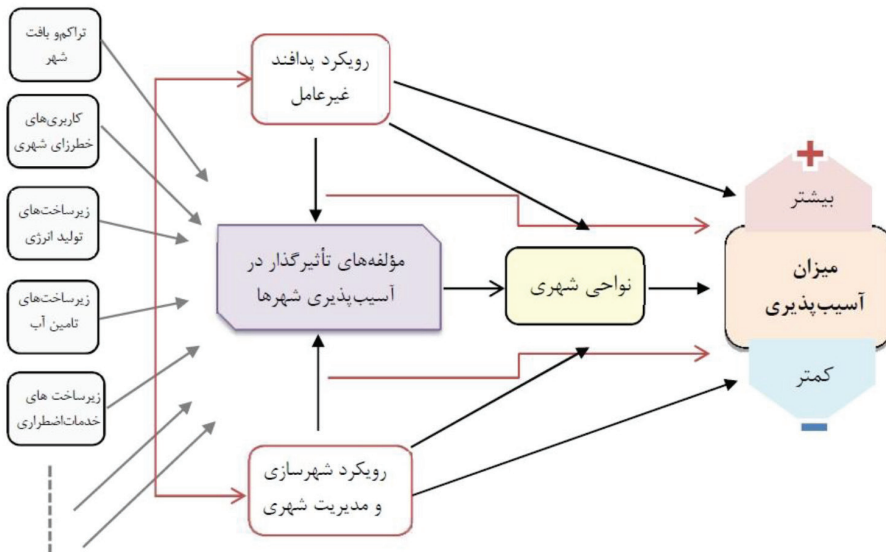 تراکم‌و بافت
شهر
کاربری‌های
خطرزای شهری
زیرساخت‌های
تولید انرژی
زیرساخت‌های
تامین آب
زیرساخت های
خدمات‌اضطراری
رویکرد پدافند
غیرعامل
مؤلفه‌های تأثیرگذار در
آسیب‌پذیری شهرها
رویکرد شهرسازی
و مدیریت شهری
نواحی شهری
+
بیشتر
میزان
آسیب‌پذیری
کمتر
-